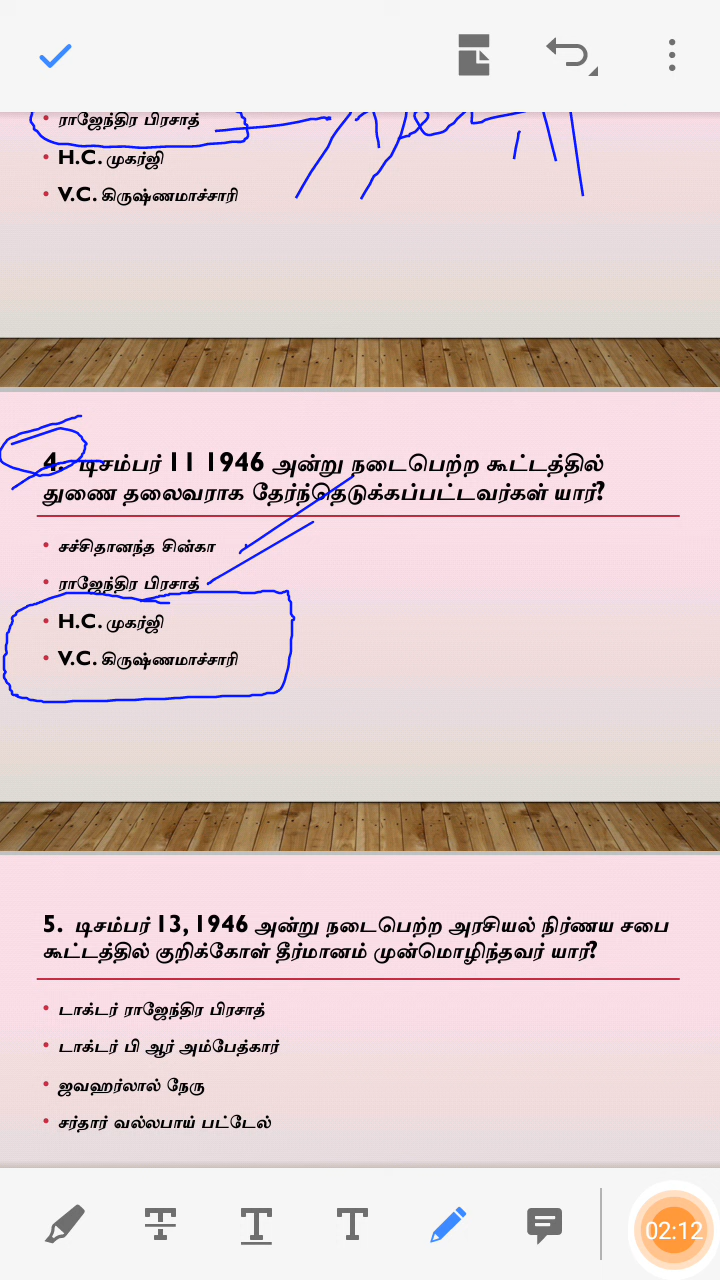 ராஜேந்திர பிரசாத்
H.C. முகர்ஜி
V.C. கிருஷ்ணமாச்சாரி
4. டிசம்பர் 11 1946 அன்று நடைபெற்ற கூட்டத்தில்
துணை தலைவராக தேர்ந்தெடுக்கப்பட்டவர்கள் யார்?
சச்சிதானந்த சின்கா
ராஜேந்திர பிரசாத்
H.C. முகர்ஜி
V.C. கிருஷ்ணமாச்சாரி
5. டிசம்பர் 13, 1946 அன்று நடைபெற்ற அரசியல் நிர்ணய சபை
கூட்டத்தில் குறிக்கோள் தீர்மானம் முன்மொழிந்தவர் யார்?
டாக்டர் ராஜேந்திர பிரசாத்
டாக்டர் பி ஆர் அம்பேத்கார்
ஜவஹர்லால் நேரு
சர்தார் வல்லபாய் பட்டேல்
T T T
02:12